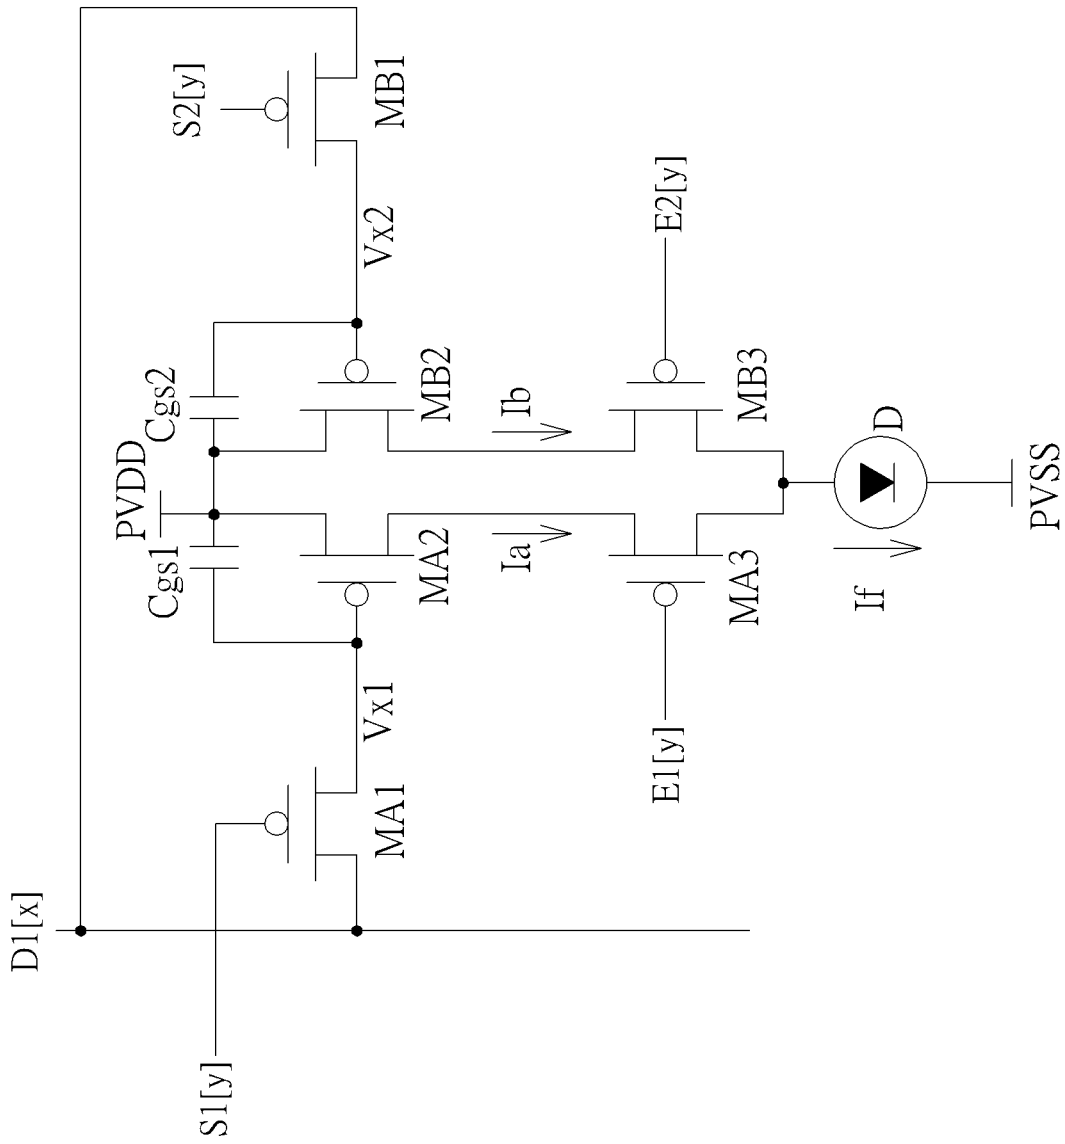 D1[x]
S1[y]
MA1
Vx1
Cgs1
PVDD
Cgs2
MA2
MB2
Vx2
S2[y]
MB1
Ia
Ib
E1[y]
MA3
MB3
E2[y]
If
D
PVSS